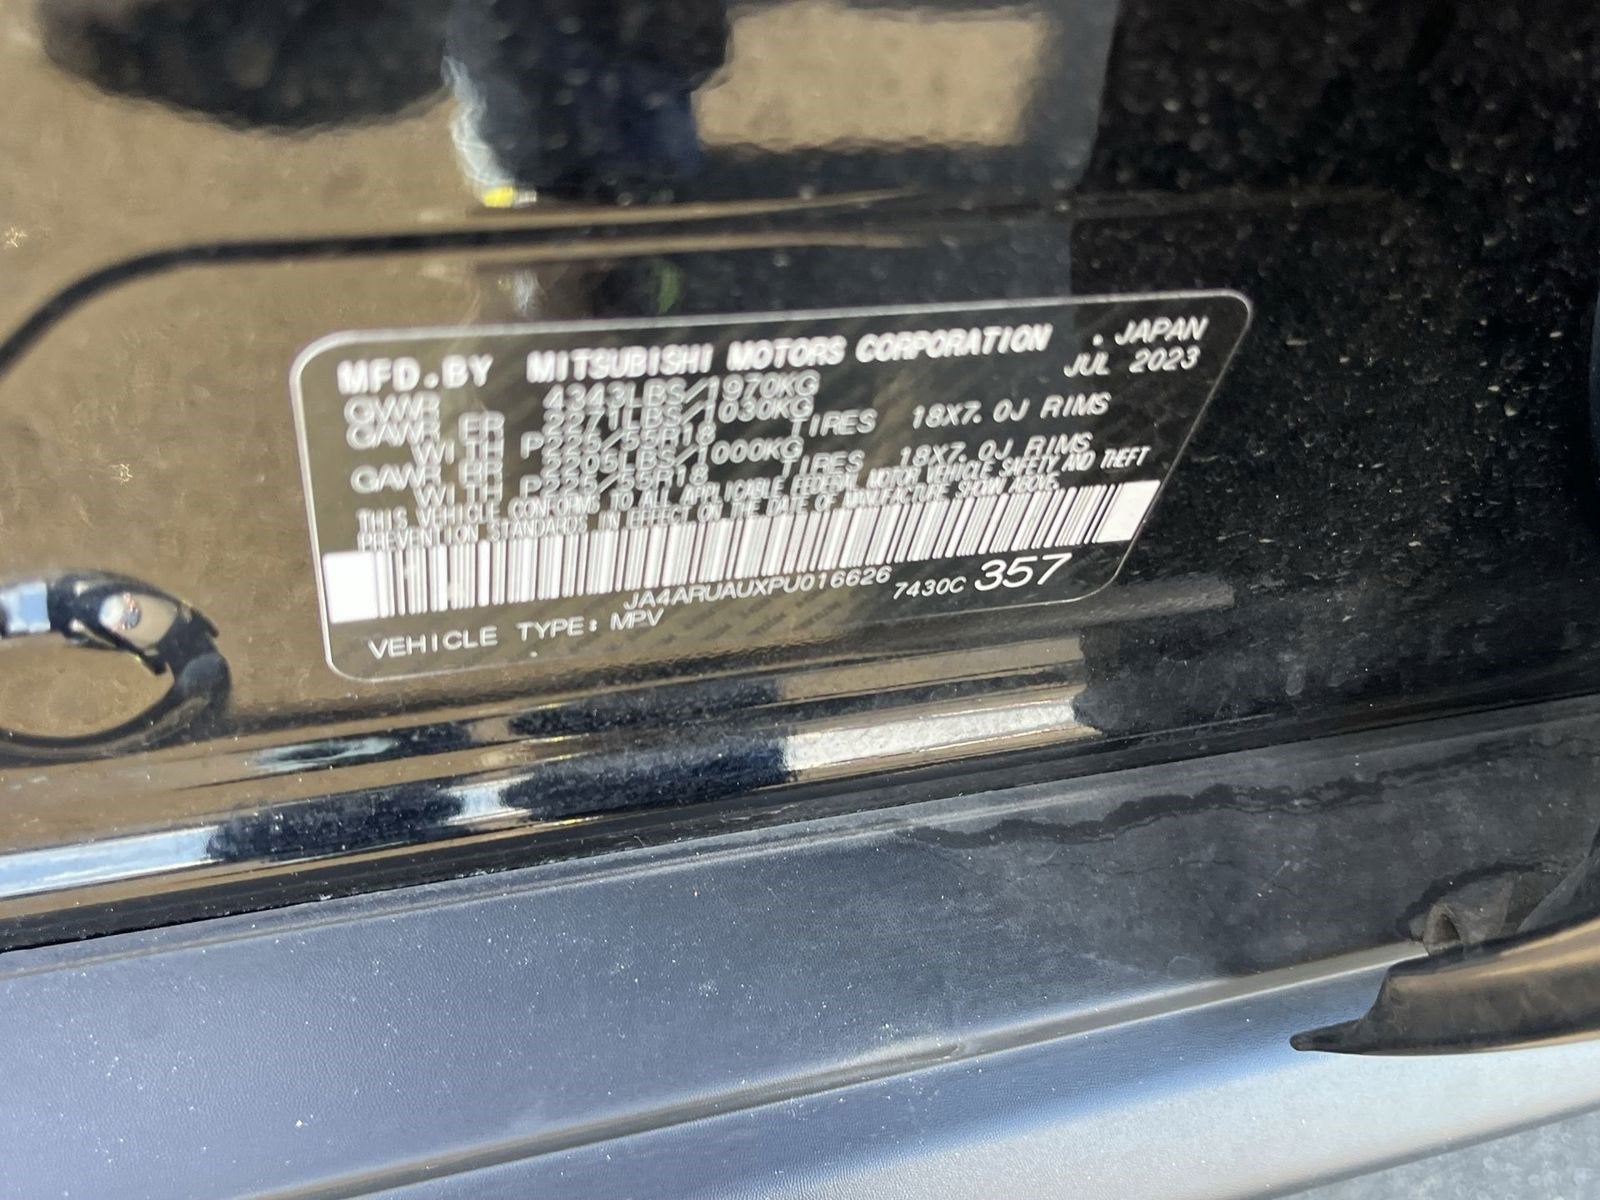 MFD.BY MITSUBISHI MOTORS CORPORATION . JAPAN
GVWR 4343LBS/1970KG JUL 2023
GAWR FR 2271LBS/1030KG
WITH P225/55R18 TIRES 18X7.0J RIMS
GAWR RR 2205LBS/1000KG
WITH P225/55R18 TIRES 18X7.0J RIMS
THIS VEHICLE CONFORMS TO ALL APPLICABLE FEDERAL MOTOR VEHICLE SAFETY AND THEFT
PREVENTION STANDARDS IN EFFECT ON THE DATE OF MANUFACTURE SHOWN ABOVE.
JA4ARUAUXPU016626 7430C 357
VEHICLE TYPE: MPV